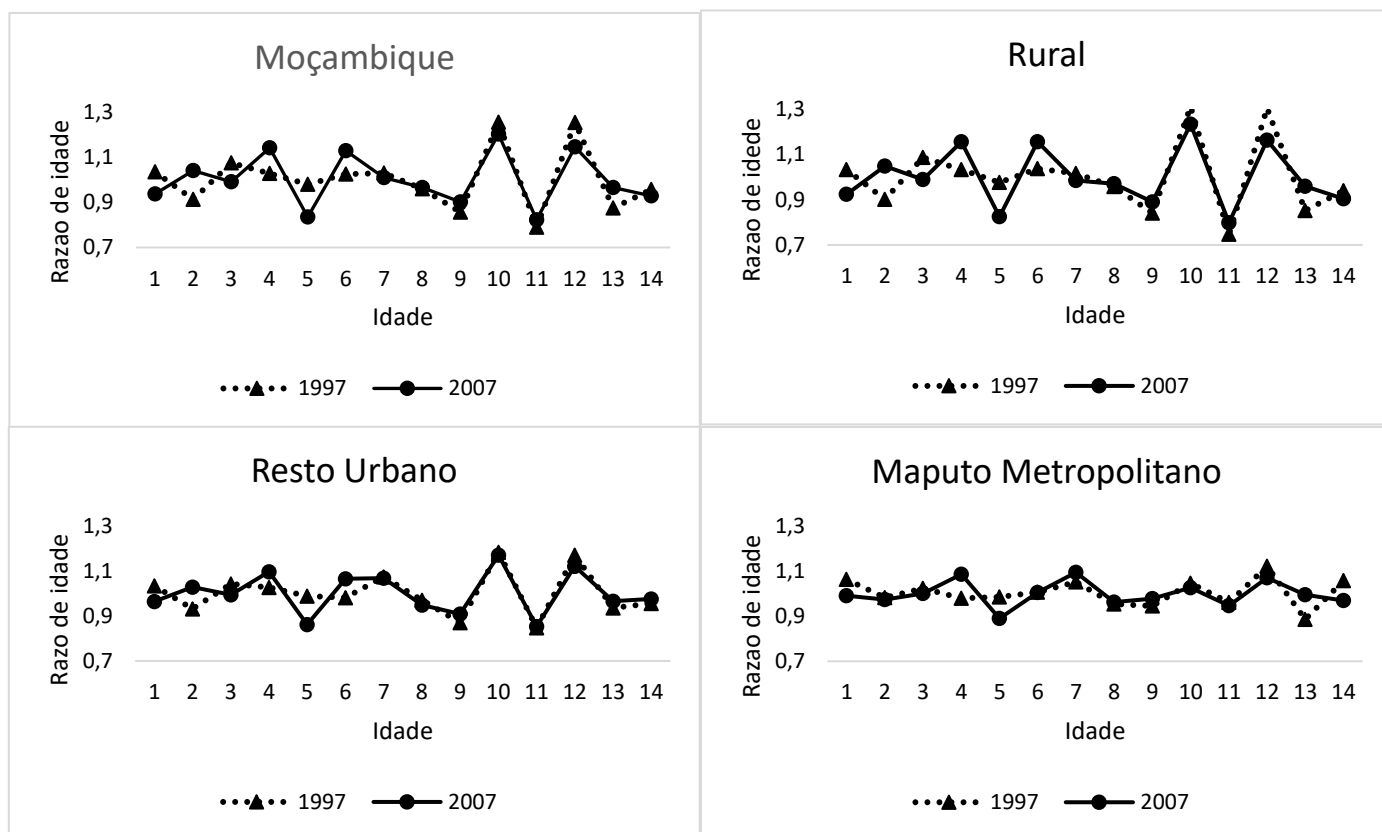 Moçambique
Razao de idade
1,3
1,1
0,9
0,7
1 2 3 4 5 6 7 8 9 10 11 12 13 14
Idade
1997 2007
Rural
Razao de idede
1,3
1,1
0,9
0,7
1 2 3 4 5 6 7 8 9 10 11 12 13 14
Idade
1997 2007
Resto Urbano
Razo de idade
1,3
1,1
0,9
0,7
1 2 3 4 5 6 7 8 9 10 11 12 13 14
Idade
1997 2007
Maputo Metropolitano
Razao de idade
1,3
1,1
0,9
0,7
1 2 3 4 5 6 7 8 9 10 11 12 13 14
Idade
1997 2007